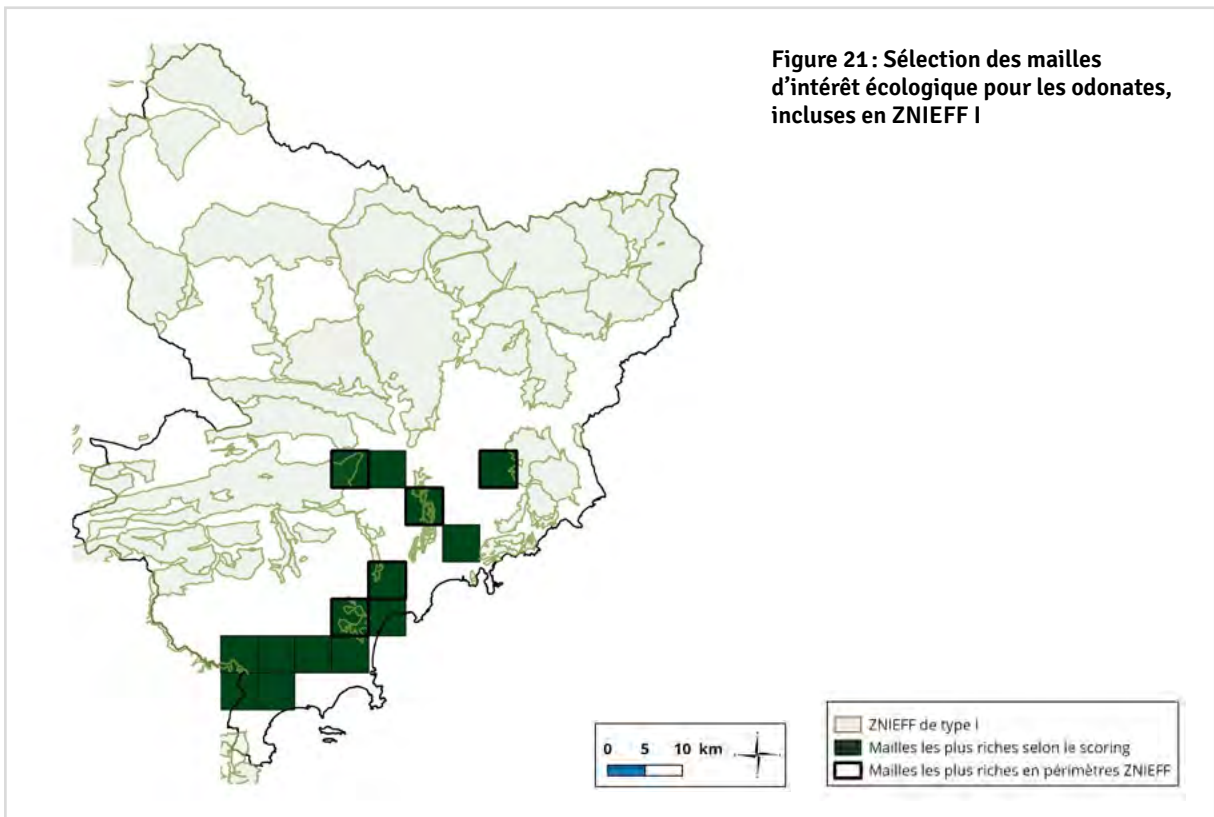 Figure 21 : Sélection des mailles
d’intérêt écologique pour les odonates,
incluses en ZNIEFF I
0 5 10 km
ZNIEFF de type I
Mailles les plus riches selon le scoring
Mailles les plus riches en périmètres ZNIEFF